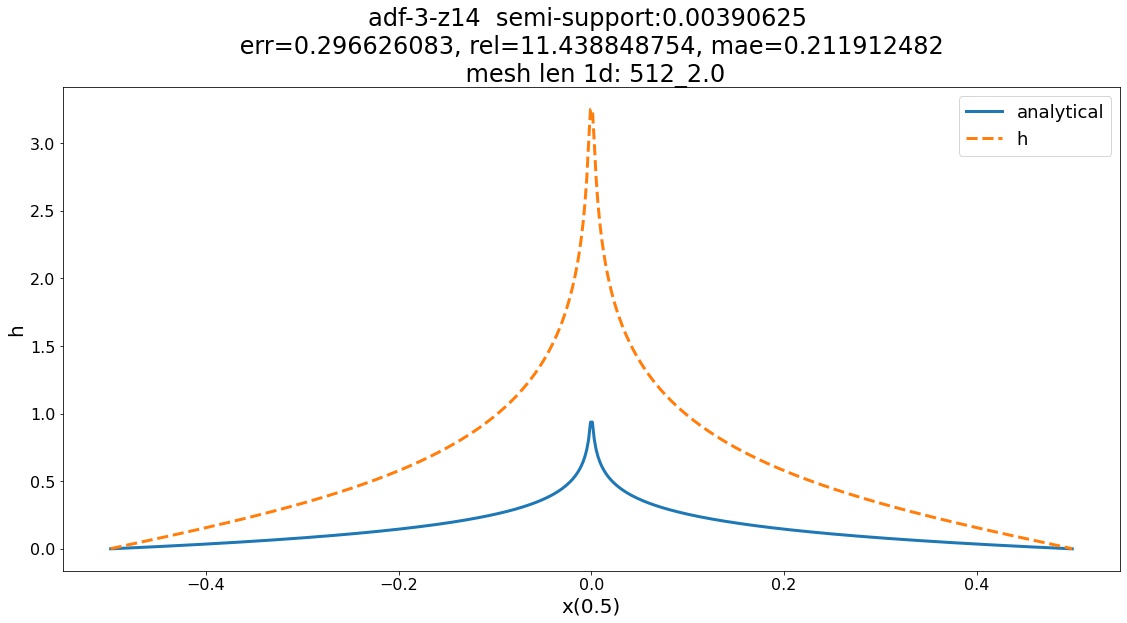 adf-3-z14 semi-support:0.00390625
err=0.296626083, rel=11.438848754, mae=0.211912482
mesh len 1d: 512_2.0
analytical
h
3.0
2.5
2.0
1.5
1.0
0.5
0.0
h
−0.4
−0.2
0.0
0.2
0.4
x(0.5)